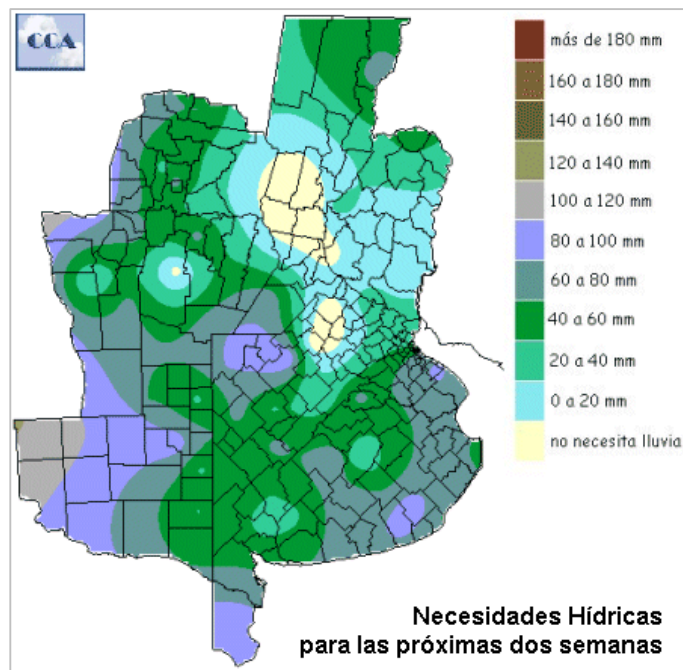 CCA
más de 180 mm
160 a 180 mm
140 a 160 mm
120 a 140 mm
100 a 120 mm
80 a 100 mm
60 a 80 mm
40 a 60 mm
20 a 40 mm
0 a 20 mm
no necesita lluvia
Necesidades Hídricas
para las próximas dos semanas